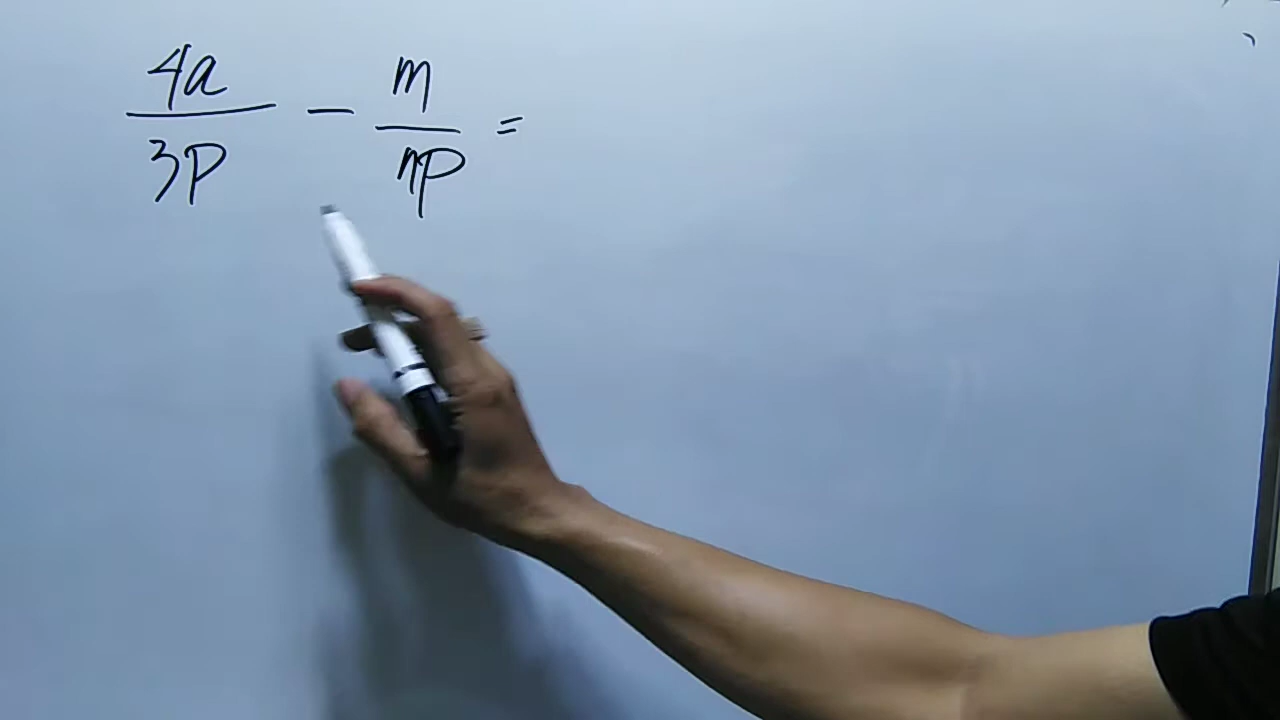 4a/3p - m/np =